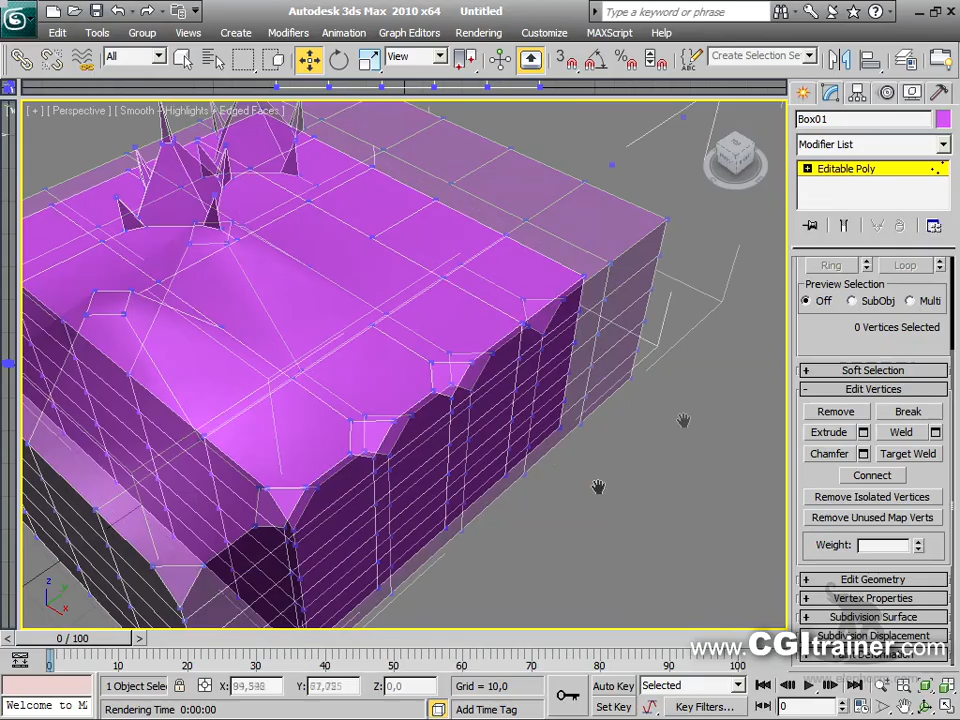 Autodesk 3ds Max 2010 x64 Untitled
Type a keyword or phrase
Edit Tools Group Views Create Modifiers Animation Graph Editors Rendering Customize MAXScript Help
All
View
3
Create Selection Se
[ + ] [ Perspective ] [ Smooth + Highlights + Edged Faces ]
Box01
Modifier List
Editable Poly
Ring Loop
Preview Selection
Off SubObj Multi
0 Vertices Selected
+ Soft Selection
- Edit Vertices
Remove Break
Extrude Weld
Chamfer Target Weld
Connect
Remove Isolated Vertices
Remove Unused Map Verts
Weight:
+ Edit Geometry
+ Vertex Properties
+ Subdivision Surface
+ Subdivision Displacement
z
y
x
< 0 / 100 >
www.CGItrainer.com
0 10 20 30 40 50 60 70 80 90 100
1 Object Selec
Y:
Z: 0,0
Grid = 10,0
Auto Key
Selected
Welcome to M
Rendering Time 0:00:00
Add Time Tag
Set Key
Key Filters...
0